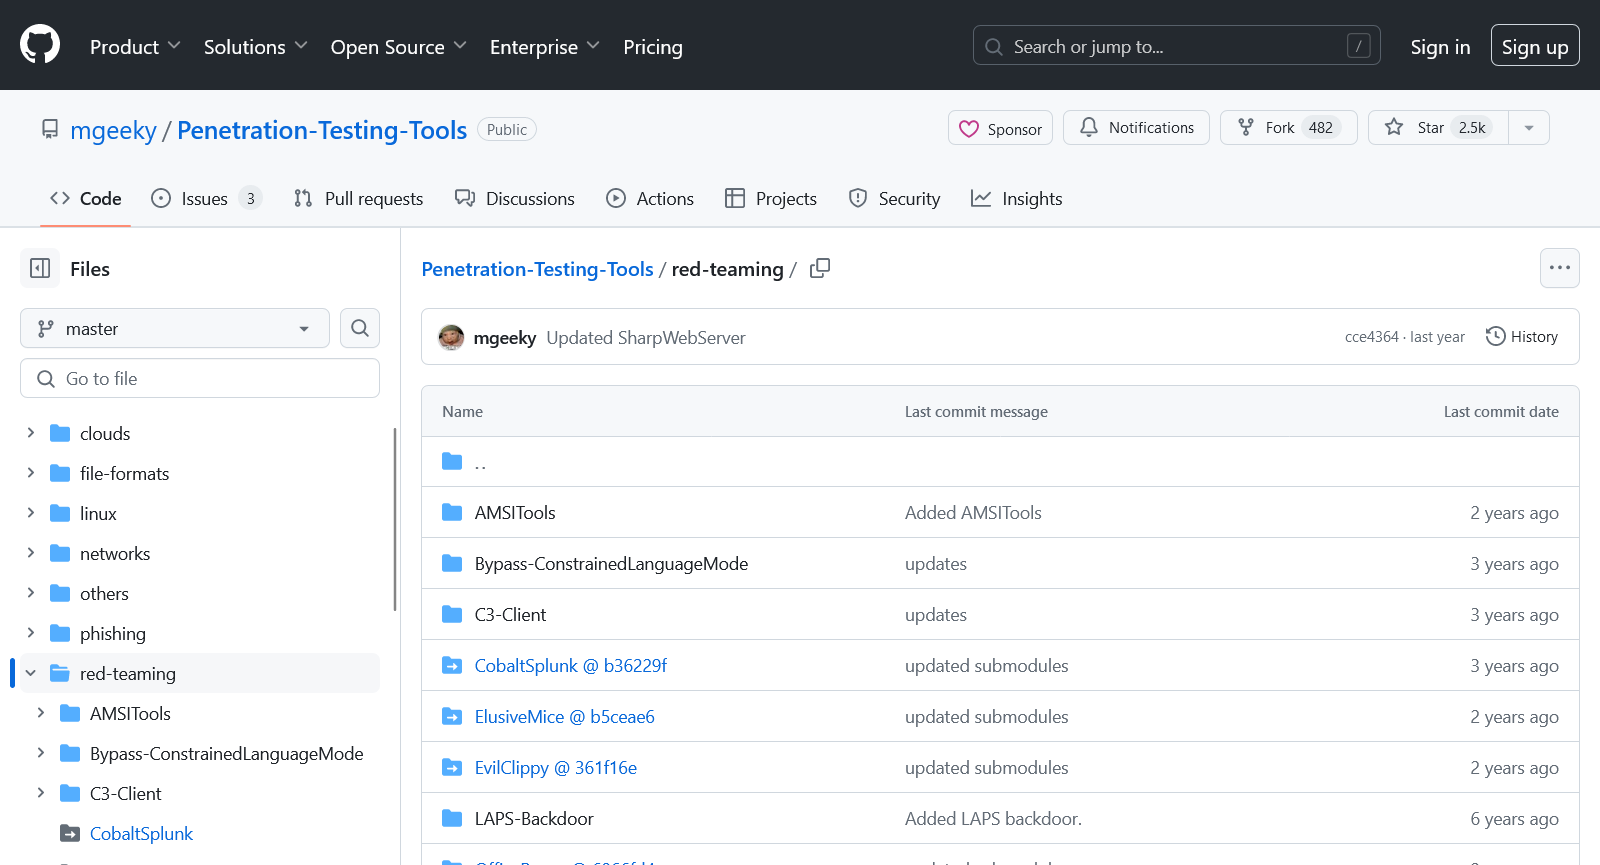 Product Solutions Open Source Enterprise Pricing Search or jump to... / Sign in Sign up
mgeeky / Penetration-Testing-Tools Public Sponsor Notifications Fork 482 Star 2.5k
Code Issues 3 Pull requests Discussions Actions Projects Security Insights
Files
master
Go to file
clouds
file-formats
linux
networks
others
phishing
red-teaming
AMSITools
Bypass-ConstrainedLanguageMode
C3-Client
CobaltSplunk
Penetration-Testing-Tools / red-teaming /
mgeeky Updated SharpWebServer cce4364 · last year History
Name Last commit message Last commit date
..
AMSITools Added AMSITools 2 years ago
Bypass-ConstrainedLanguageMode updates 3 years ago
C3-Client updates 3 years ago
CobaltSplunk @ b36229f updated submodules 3 years ago
ElusiveMice @ b5ceae6 updated submodules 2 years ago
EvilClippy @ 361f16e updated submodules 2 years ago
LAPS-Backdoor Added LAPS backdoor. 6 years ago